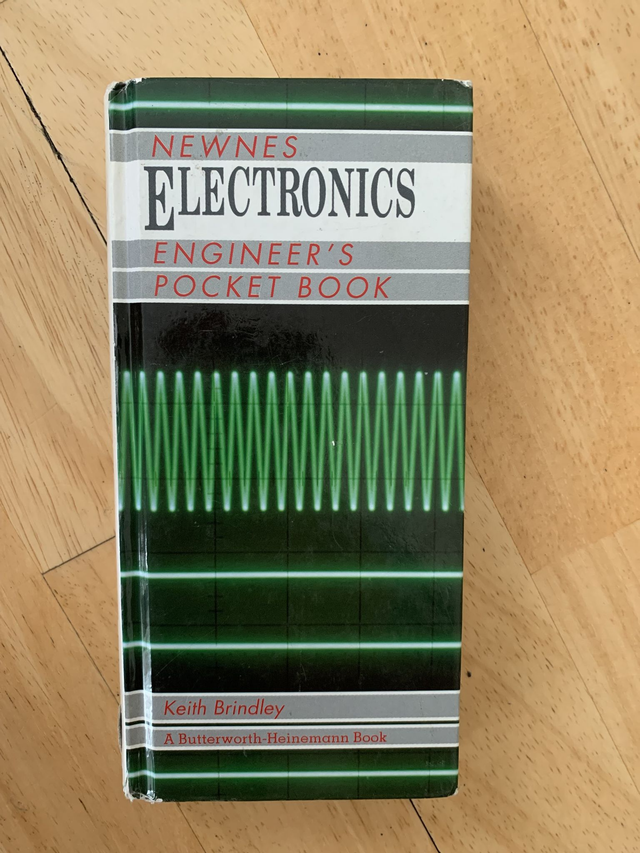 NEWNES
ELECTRONICS
ENGINEER'S
POCKET BOOK
Keith Brindley
A Butterworth-Heinemann Book